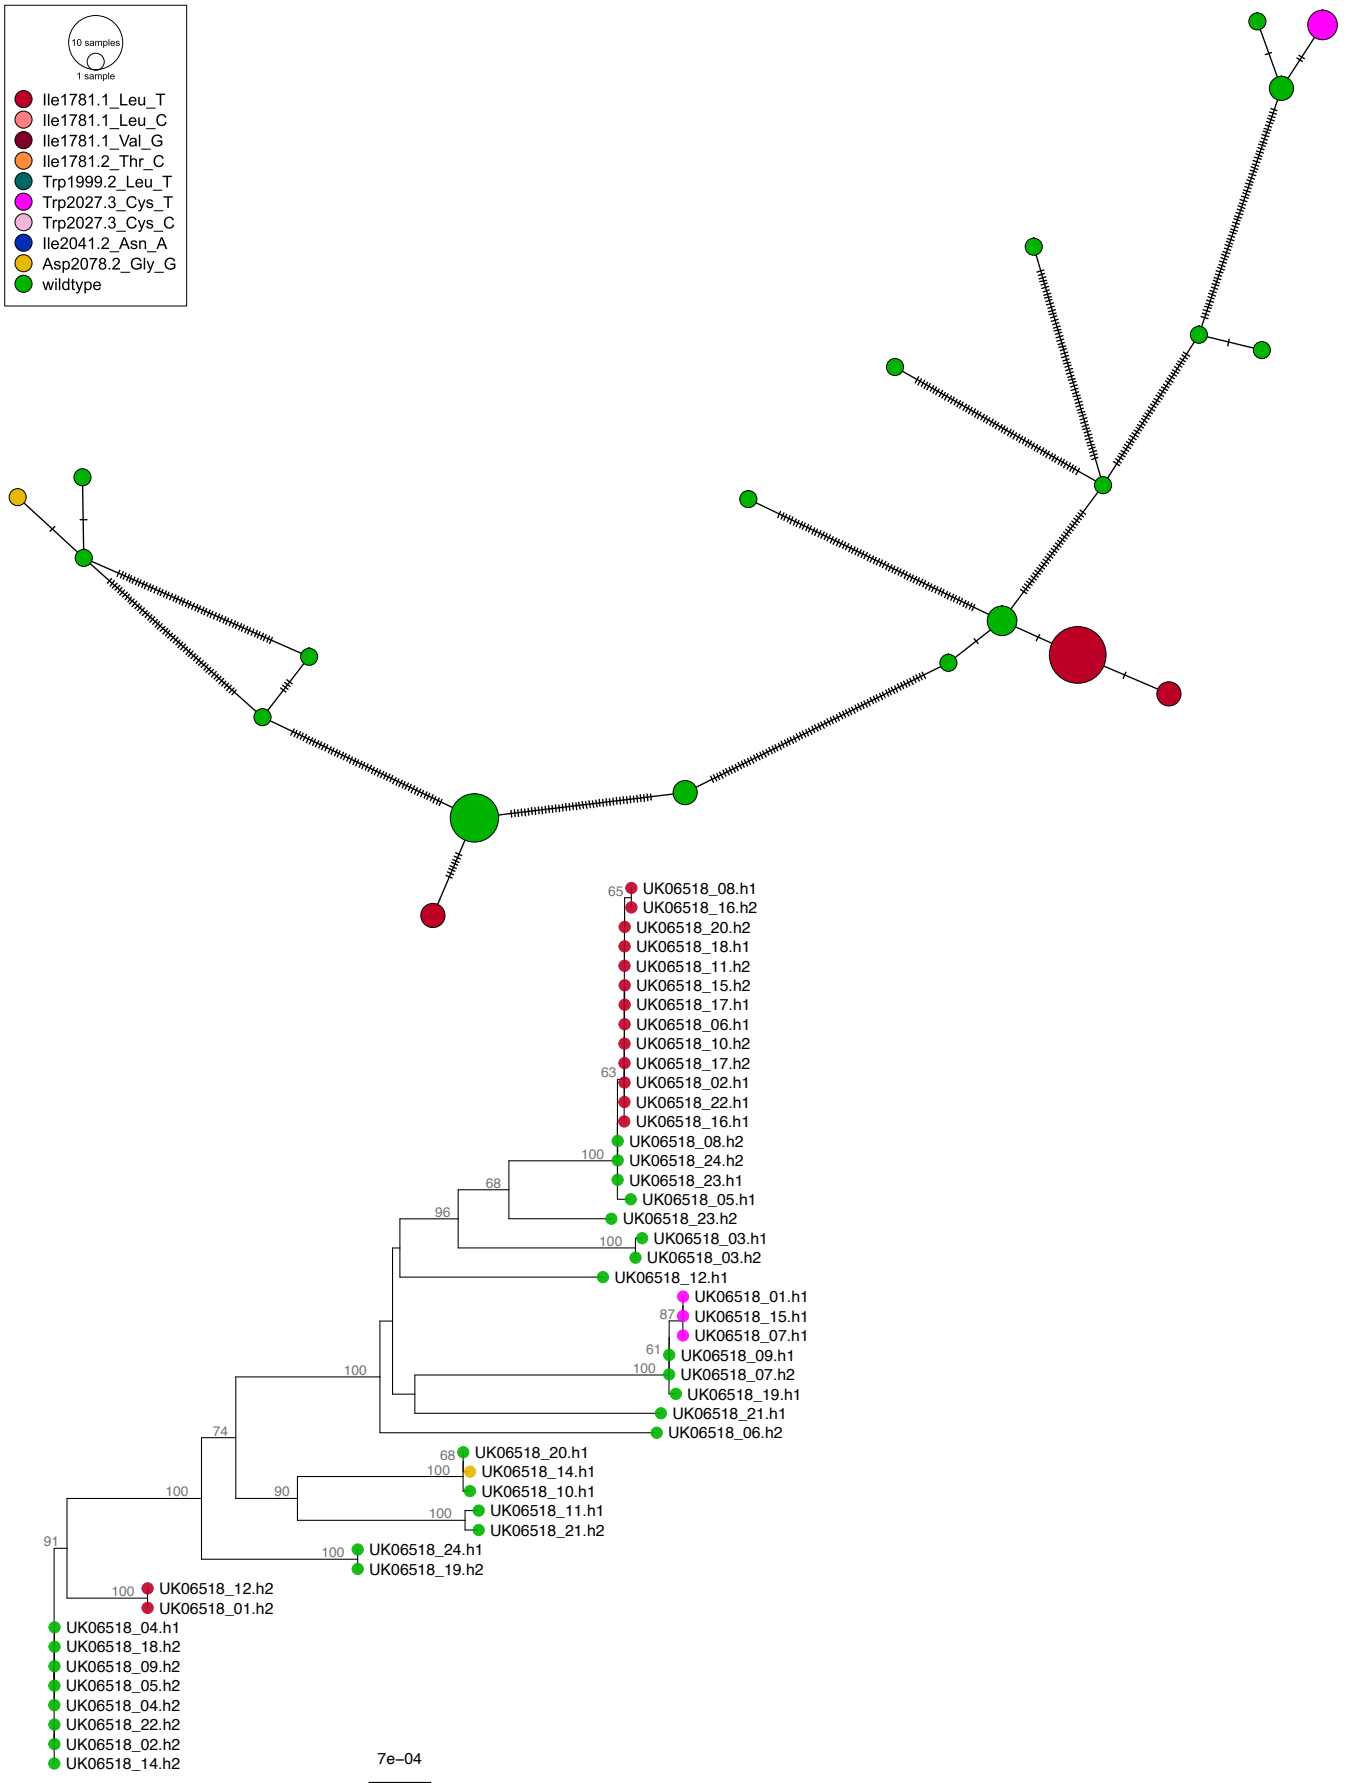 10 samples
1 sample
Ile1781.1_Leu_T
Ile1781.1_Leu_C
Ile1781.1_Val_G
Ile1781.2_Thr_C
Trp1999.2_Leu_T
Trp2027.3_Cys_T
Trp2027.3_Cys_C
Ile2041.2_Asn_A
Asp2078.2_Gly_G
wildtype
65
UK06518_08.h1
UK06518_16.h2
UK06518_20.h2
UK06518_18.h1
UK06518_11.h2
UK06518_15.h2
UK06518_17.h1
UK06518_06.h1
UK06518_10.h2
UK06518_17.h2
63
UK06518_02.h1
UK06518_22.h1
UK06518_16.h1
UK06518_08.h2
100
UK06518_24.h2
UK06518_23.h1
68
UK06518_05.h1
96
UK06518_23.h2
UK06518_03.h1
100
UK06518_03.h2
UK06518_12.h1
UK06518_01.h1
87
UK06518_15.h1
UK06518_07.h1
61
UK06518_09.h1
100
100
UK06518_07.h2
UK06518_19.h1
UK06518_21.h1
74
UK06518_06.h2
68
UK06518_20.h1
100
UK06518_14.h1
100
90
UK06518_10.h1
100
UK06518_11.h1
UK06518_21.h2
91
100
UK06518_24.h1
UK06518_19.h2
100
UK06518_12.h2
UK06518_01.h2
UK06518_04.h1
UK06518_18.h2
UK06518_09.h2
UK06518_05.h2
UK06518_04.h2
UK06518_22.h2
UK06518_02.h2
UK06518_14.h2
7e−04